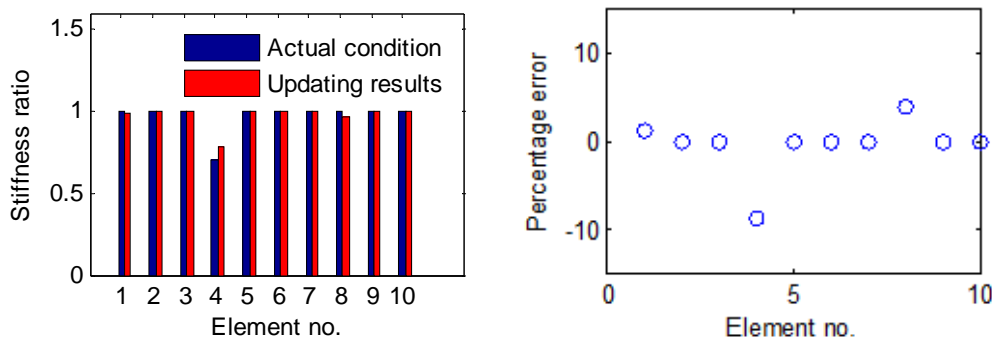 1.5
1
0.5
0
Stiffness ratio
Actual condition
Updating results
1 2 3 4 5 6 7 8 9 10
Element no.
10
0
-10
Percentage error
0 5 10
Element no.